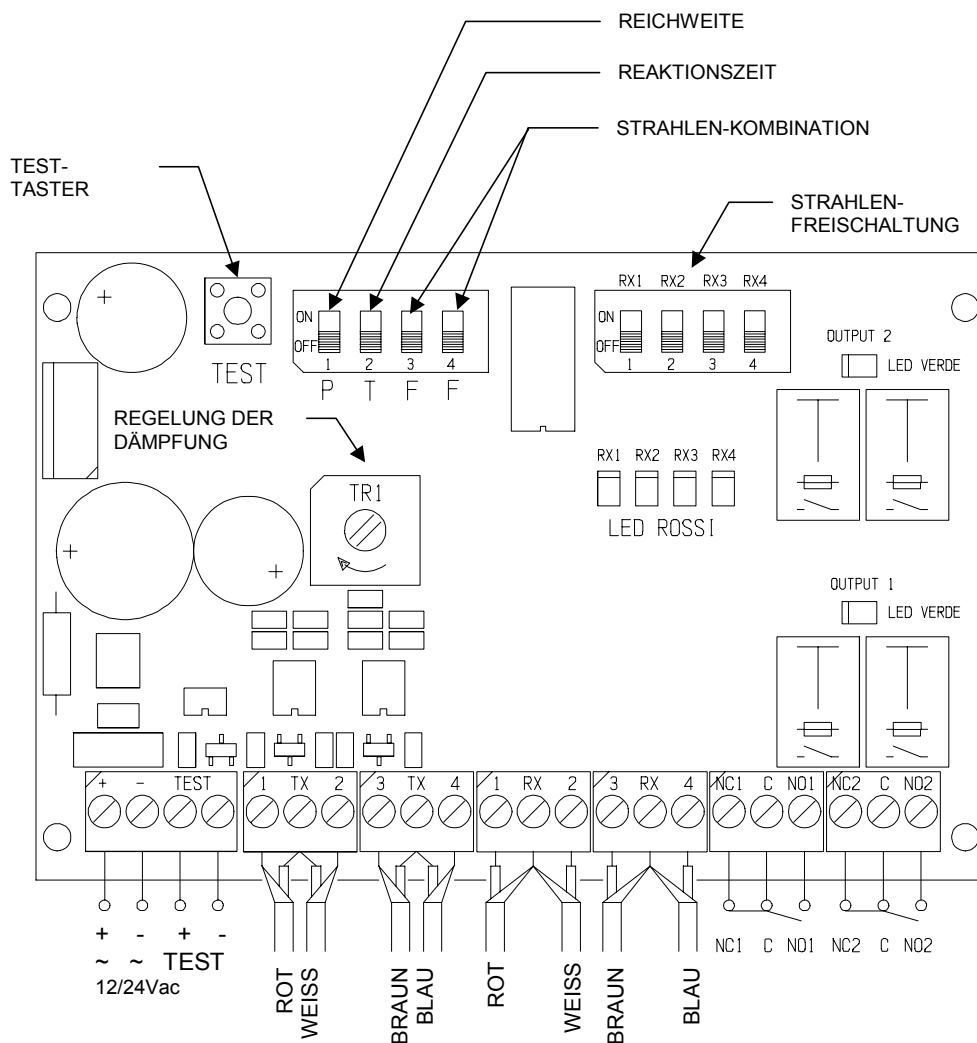 REICHWEITE
REAKTIONSZEIT
STRAHLEN-KOMBINATION
TEST-
TASTER
STRAHLEN-
FREISCHALTUNG
+
RX1 RX2 RX3 RX4
ON
OFF
1 2 3 4
TEST
P T F F
ON
OFF
1 2 3 4
OUTPUT 2
LED VERDE
REGELUNG DER
DÄMPFUNG
TR1
RX1 RX2 RX3 RX4
LED ROSSI
+
+
OUTPUT 1
LED VERDE
+ - TEST
1 TX 2
3 TX 4
1 RX 2
3 RX 4
NC1 C NO1
NC2 C NO2
+ - + -
~ ~ TEST
12/24Vac
ROT
WEISS
BRAUN
BLAU
ROT
WEISS
BRAUN
BLAU
NC1 C NO1
NC2 C NO2